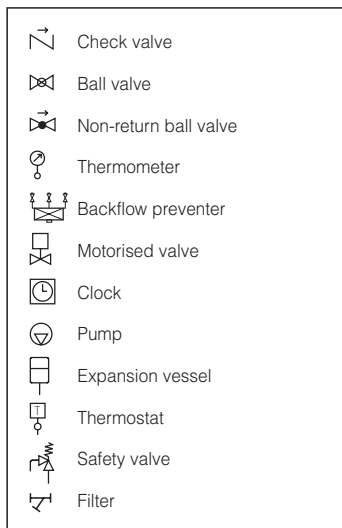 Check valve
Ball valve
Non-return ball valve
Thermometer
Backflow preventer
Motorised valve
Clock
Pump
Expansion vessel
T Thermostat
Safety valve
Filter